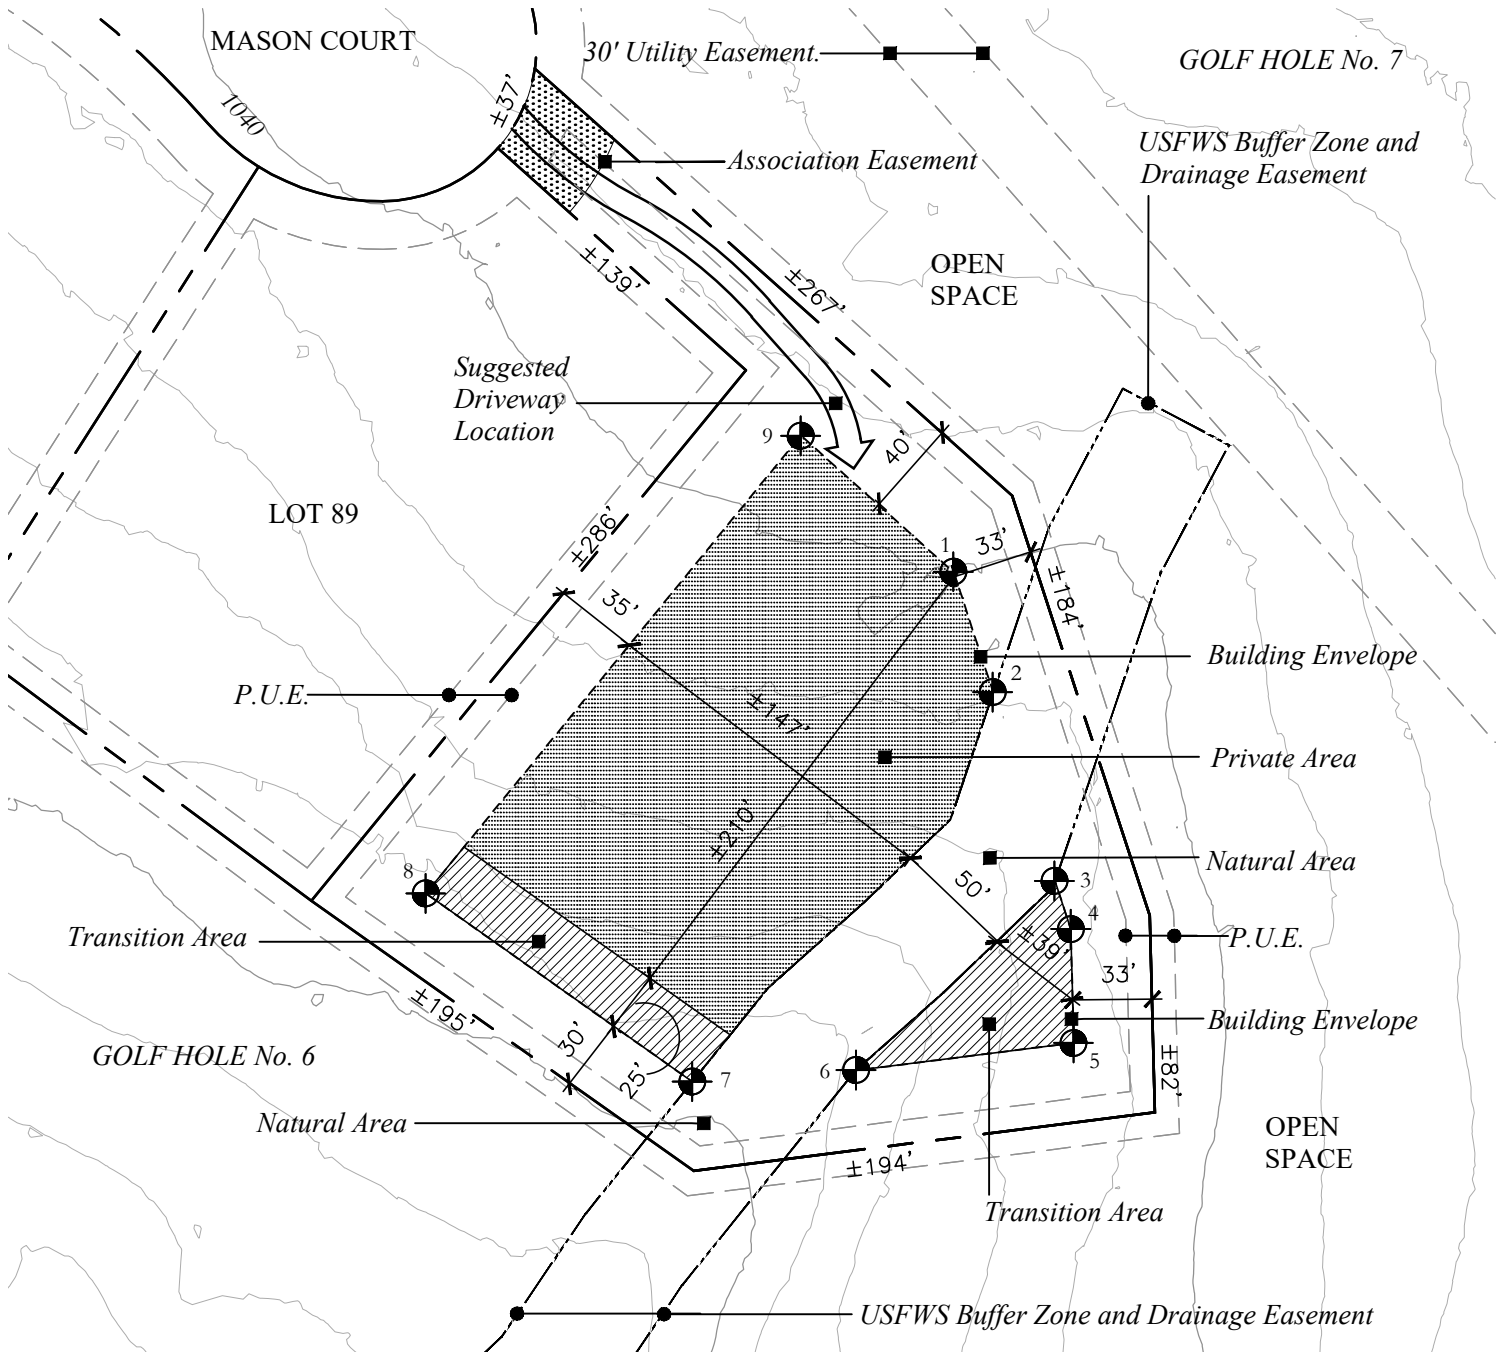 MASON COURT
30' Utility Easement.
GOLF HOLE No. 7
±37'
1040
USFWS Buffer Zone and
Drainage Easement
Association Easement
±139'
±267'
OPEN
SPACE
Suggested
Driveway
Location
9
40'
LOT 89
±286'
1
33'
±184'
35'
Building Envelope
2
P.U.E.
±147'
Private Area
±210'
Natural Area
8
50'
3
4
Transition Area
±39'
P.U.E.
33'
±195'
Building Envelope
30'
GOLF HOLE No. 6
25'
7
6
5
±82'
Natural Area
OPEN
SPACE
±194'
Transition Area
USFWS Buffer Zone and Drainage Easement